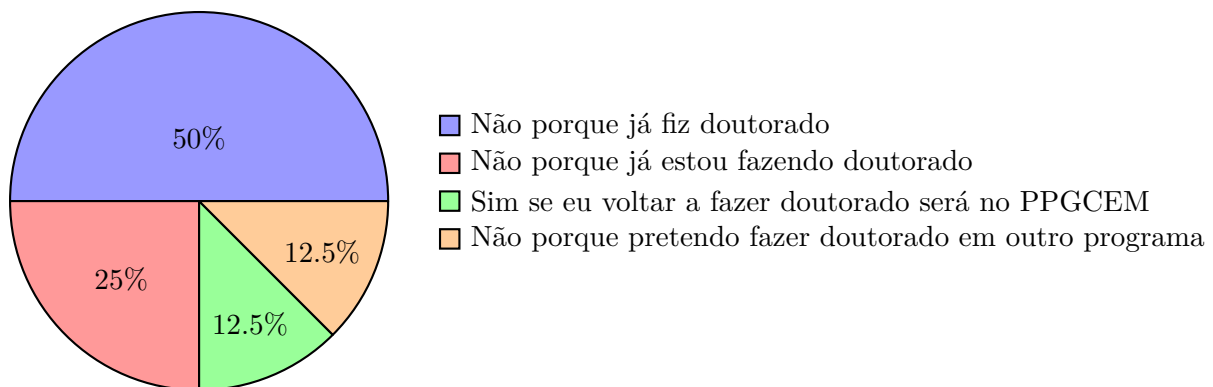 50%
25%
12.5%
12.5%
Não porque já fiz doutorado
Não porque já estou fazendo doutorado
Sim se eu voltar a fazer doutorado será no PPGCEM
Não porque pretendo fazer doutorado em outro programa